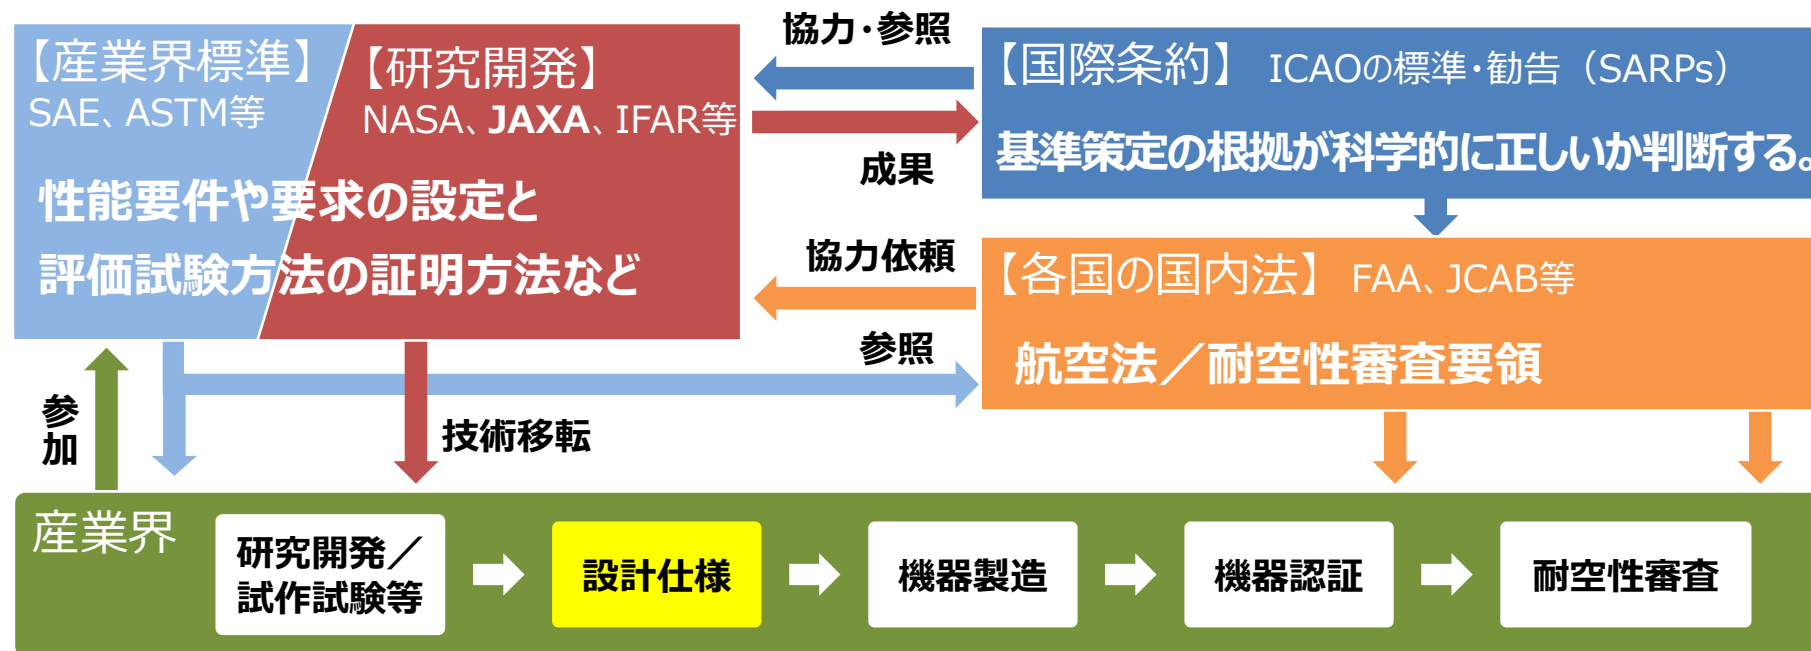 【産業界標準】
SAE、ASTM等
【研究開発】
NASA、JAXA、IFAR等
性能要件や要求の設定と
評価試験方法の証明方法など
協力・参照
成果
【国際条約】 ICAOの標準・勧告（SARPs）
基準策定の根拠が科学的に正しいか判断する。
協力依頼
参照
【各国の国内法】 FAA、JCAB等
航空法／耐空性審査要領
参
加
技術移転
産業界
研究開発／
試作試験等
設計仕様
機器製造
機器認証
耐空性審査